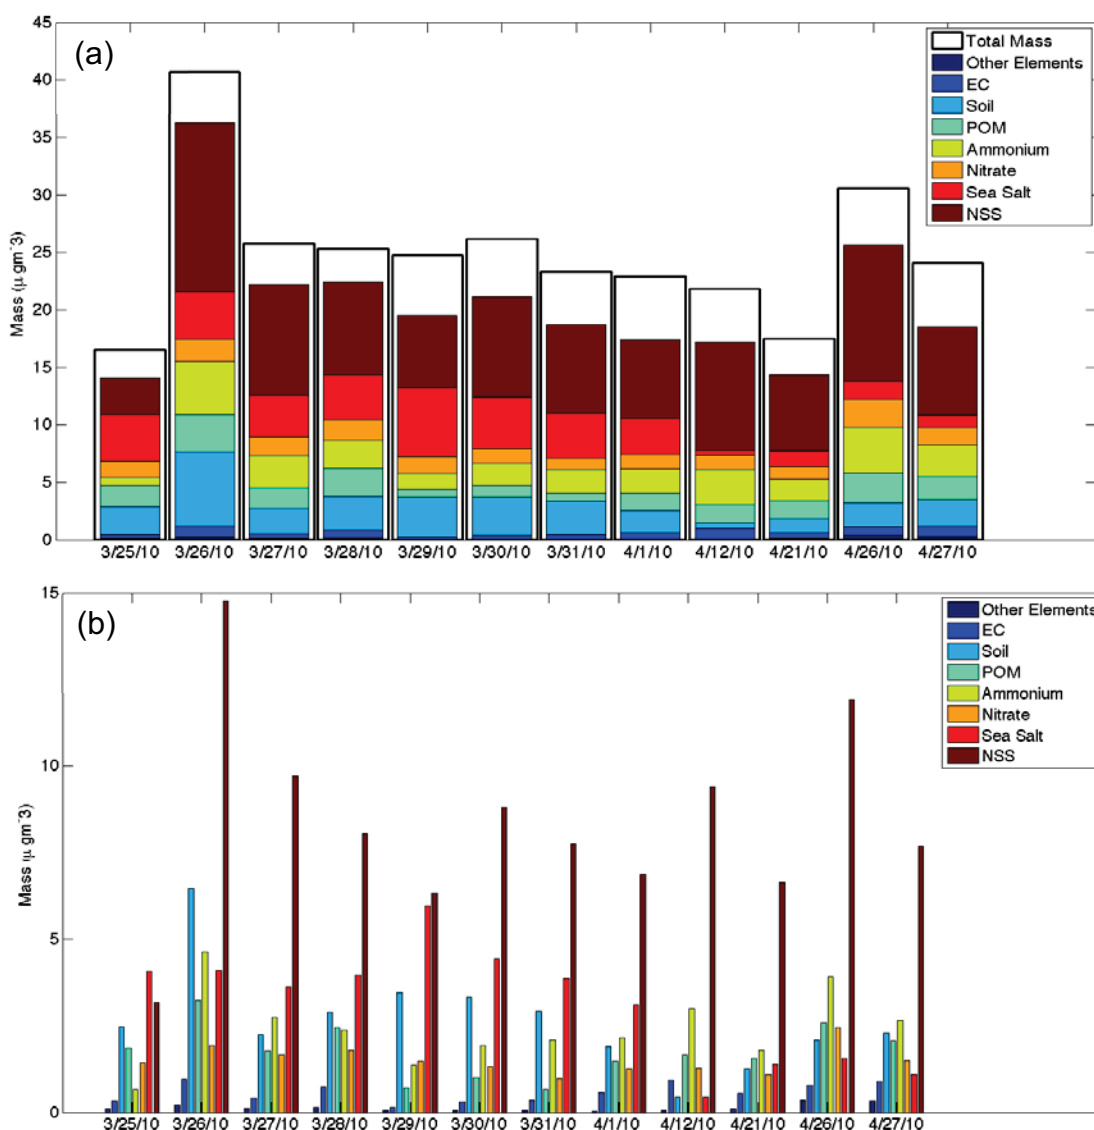 (a)
45
40
35
30
25
20
15
10
5
0
Mass (μ gm⁻3)
Total Mass
Other Elements
EC
Soil
POM
Ammonium
Nitrate
Sea Salt
NSS
3/25/10 3/26/10 3/27/10 3/28/10 3/29/10 3/30/10 3/31/10 4/1/10 4/12/10 4/21/10 4/26/10 4/27/10
(b)
15
10
5
0
Mass (μ gm⁻3)
Other Elements
EC
Soil
POM
Ammonium
Nitrate
Sea Salt
NSS
3/25/10 3/26/10 3/27/10 3/28/10 3/29/10 3/30/10 3/31/10 4/1/10 4/12/10 4/21/10 4/26/10 4/27/10